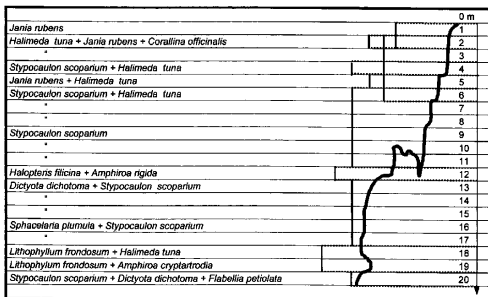 0 m
Jania rubens 1
Halimeda tuna + Jania rubens + Corallina officinalis 2
" 3
Stypocaulon scoparium + Halimeda tuna 4
Jania rubens + Halimeda tuna 5
Stypocaulon scoparium + Halimeda tuna 6
" 7
" 8
Stypocaulon scoparium 9
" 10
" 11
Halopteris filicina + Amphiroa rigida 12
Dictyota dichotoma + Stypocaulon scoparium 13
" 14
" 15
Sphacelaria plumula + Stypocaulon scoparium 16
" 17
Lithophyllum frondosum + Halimeda tuna 18
Lithophyllum frondosum + Amphiroa cryptartrodia 19
Stypocaulon scoparium + Dictyota dichotoma + Flabellia petiolata 20